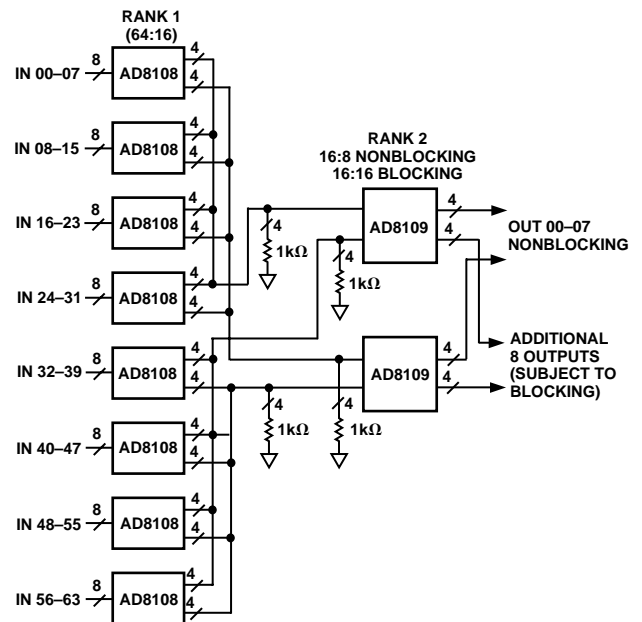 RANK 1
(64:16)
8
IN 00–07
AD8108
4
4
8
IN 08–15
AD8108
4
4
8
IN 16–23
AD8108
4
4
8
IN 24–31
AD8108
4
4
8
IN 32–39
AD8108
4
4
8
IN 40–47
AD8108
4
4
8
IN 48–55
AD8108
4
4
8
IN 56–63
AD8108
4
4
4
1kΩ
4
1kΩ
4
1kΩ
4
1kΩ
RANK 2
16:8 NONBLOCKING
16:16 BLOCKING
AD8109
4
4
AD8109
4
4
OUT 00–07
NONBLOCKING
ADDITIONAL
8 OUTPUTS
(SUBJECT TO
BLOCKING)